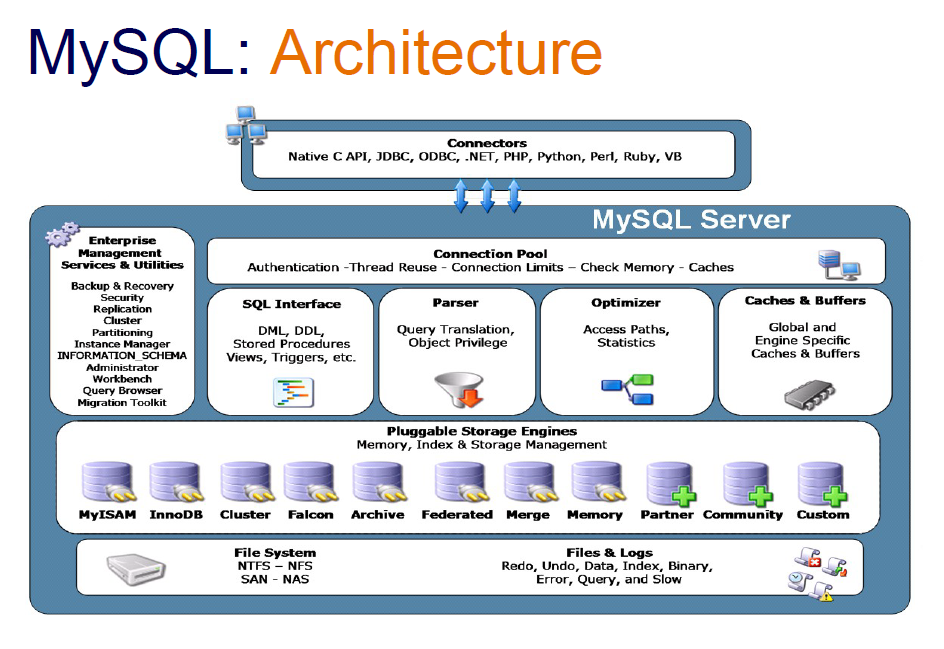 MySQL: Architecture
Connectors
Native C API, JDBC, ODBC, .NET, PHP, Python, Perl, Ruby, VB
MySQL Server
Enterprise
Management
Services & Utilities
Backup & Recovery
Security
Replication
Cluster
Partitioning
Instance Manager
INFORMATION_SCHEMA
Administrator
Workbench
Query Browser
Migration Toolkit
Connection Pool
Authentication -Thread Reuse - Connection Limits – Check Memory - Caches
SQL Interface
DML, DDL,
Stored Procedures
Views, Triggers, etc.
Parser
Query Translation,
Object Privilege
Optimizer
Access Paths,
Statistics
Caches & Buffers
Global and
Engine Specific
Caches & Buffers
Pluggable Storage Engines
Memory, Index & Storage Management
MyISAM
InnoDB
Cluster
Falcon
Archive
Federated
Merge
Memory
Partner
Community
Custom
File System
NTFS – NFS
SAN - NAS
Files & Logs
Redo, Undo, Data, Index, Binary,
Error, Query, and Slow